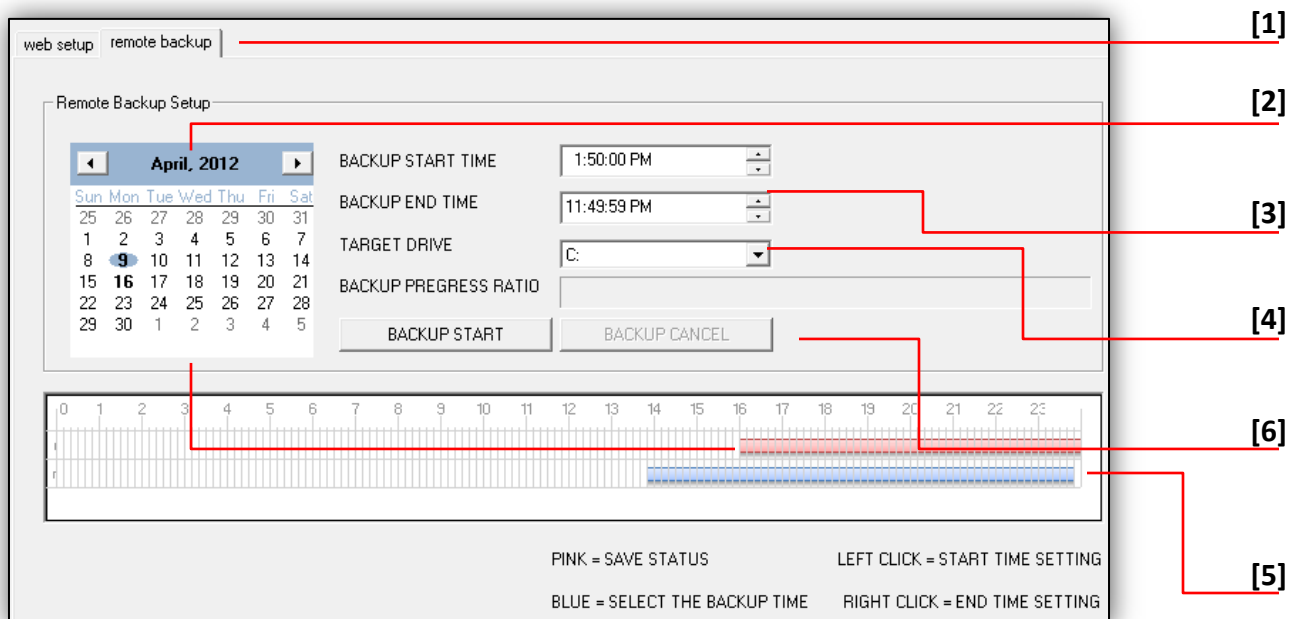 [1]
web setup remote backup
[2]
Remote Backup Setup
April, 2012
Sun Mon Tue Wed Thu Fri Sat
25 26 27 28 29 30 31
1 2 3 4 5 6 7
8 9 10 11 12 13 14
15 16 17 18 19 20 21
22 23 24 25 26 27 28
29 30 1 2 3 4 5
BACKUP START TIME 1:50:00 PM
BACKUP END TIME 11:49:59 PM
[3]
TARGET DRIVE C:
BACKUP PREGRESS RATIO
[4]
BACKUP START BACKUP CANCEL
0 1 2 3 4 5 6 7 8 9 10 11 12 13 14 15 16 17 18 19 20 21 22 23
[6]
PINK = SAVE STATUS LEFT CLICK = START TIME SETTING
[5]
BLUE = SELECT THE BACKUP TIME RIGHT CLICK = END TIME SETTING